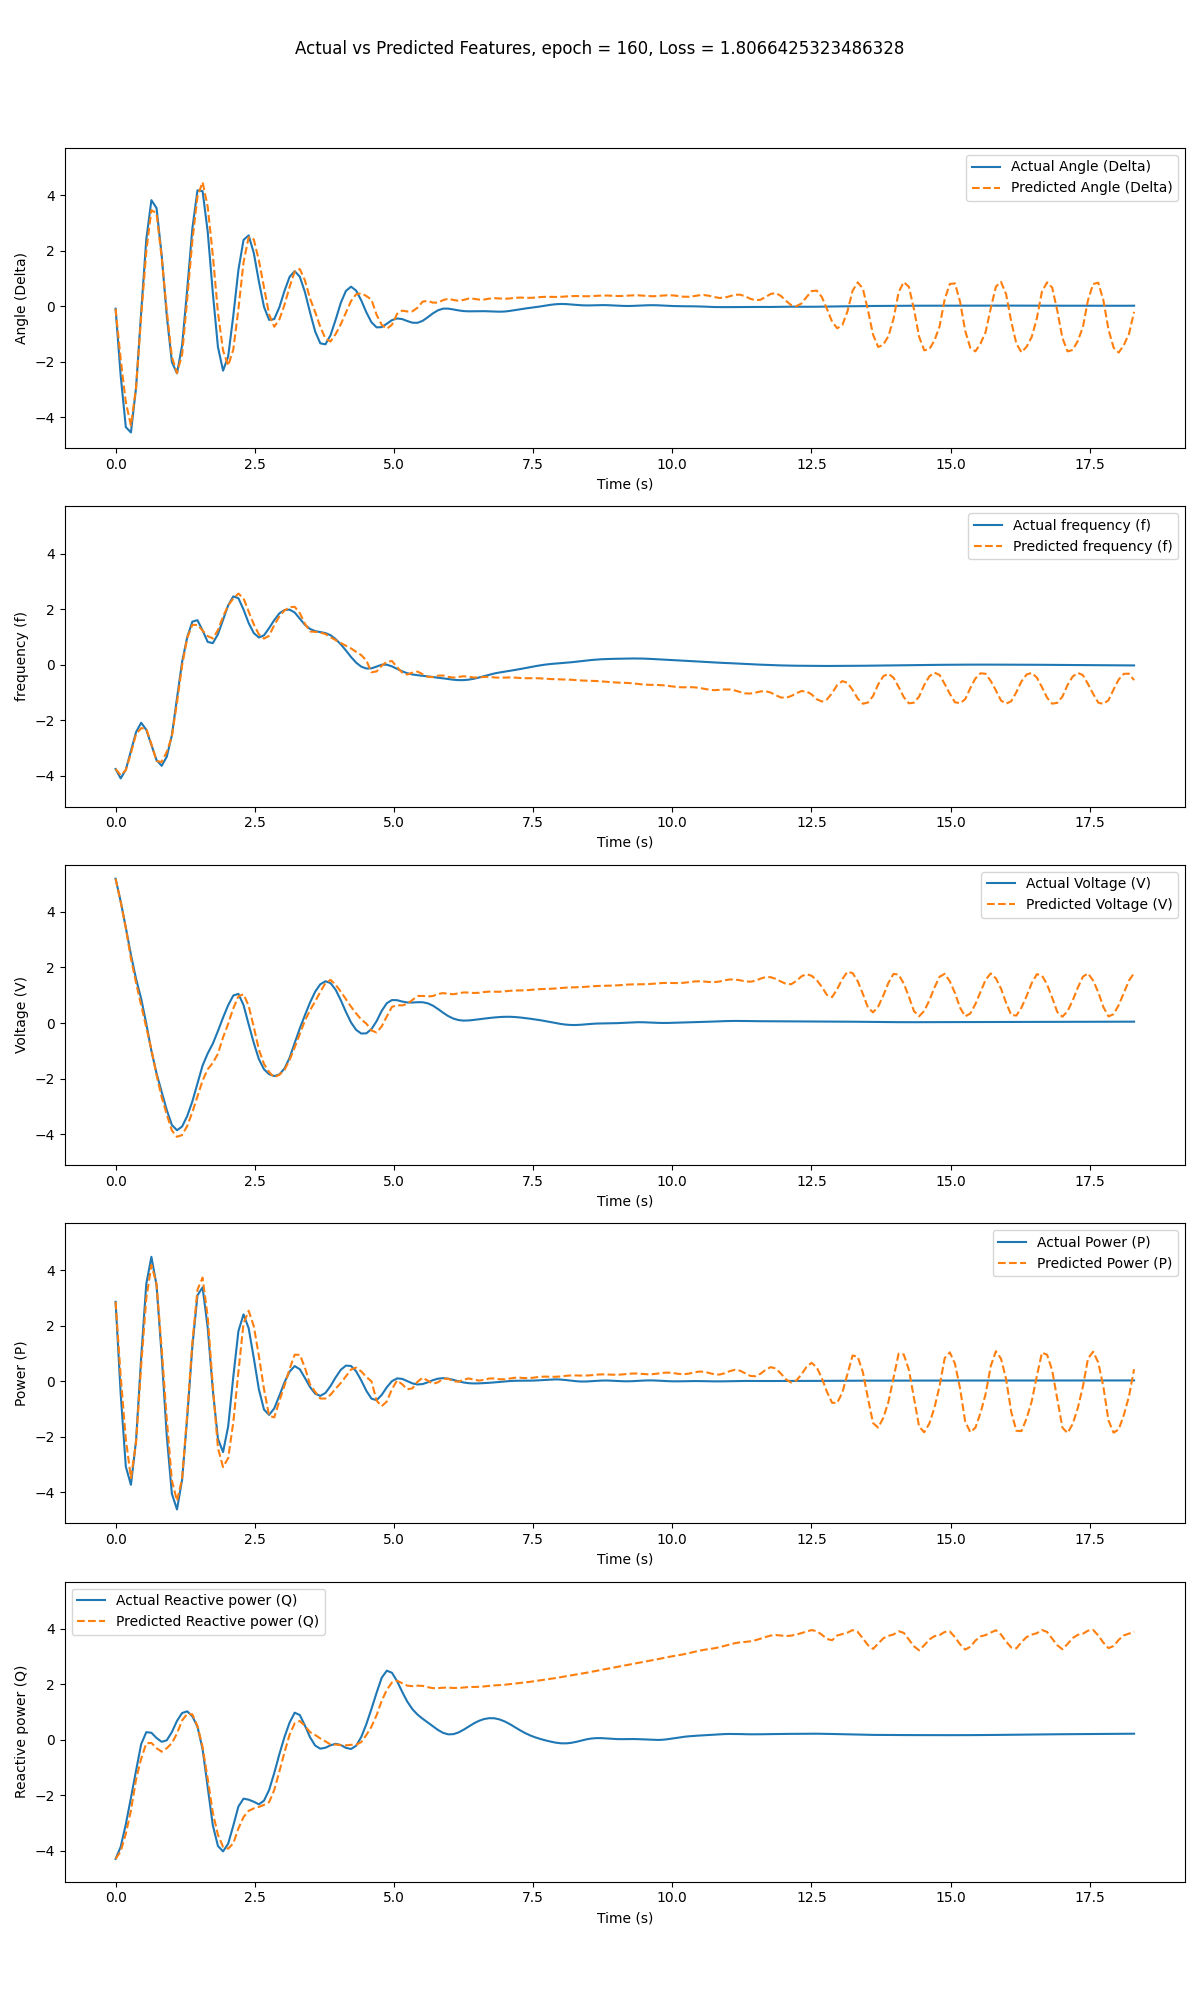 Actual vs Predicted Features, epoch = 160, Loss = 1.8066425323486328
Actual Angle (Delta)
Predicted Angle (Delta)
Angle (Delta)
4
2
0
−2
−4
0.0 2.5 5.0 7.5 10.0 12.5 15.0 17.5
Time (s)
Actual frequency (f)
Predicted frequency (f)
frequency (f)
4
2
0
−2
−4
0.0 2.5 5.0 7.5 10.0 12.5 15.0 17.5
Time (s)
Actual Voltage (V)
Predicted Voltage (V)
Voltage (V)
4
2
0
−2
−4
0.0 2.5 5.0 7.5 10.0 12.5 15.0 17.5
Time (s)
Actual Power (P)
Predicted Power (P)
Power (P)
4
2
0
−2
−4
0.0 2.5 5.0 7.5 10.0 12.5 15.0 17.5
Time (s)
Actual Reactive power (Q)
Predicted Reactive power (Q)
Reactive power (Q)
4
2
0
−2
−4
0.0 2.5 5.0 7.5 10.0 12.5 15.0 17.5
Time (s)